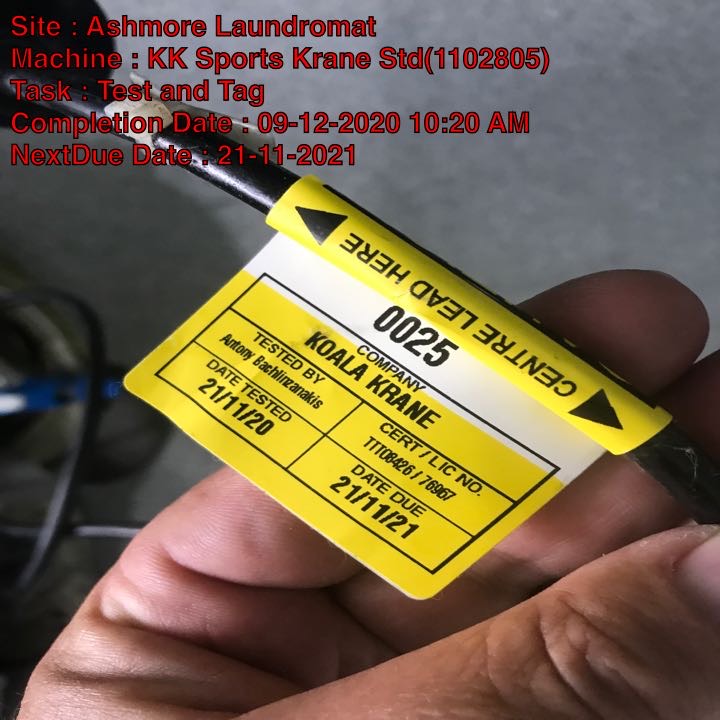 Site : Ashmore Laundromat
Machine : KK Sports Krane Std(1102805)
Task : Test and Tag
Completion Date : 09-12-2020 10:20 AM
NextDue Date : 21-11-2021
CENTRE LEAD HERE
0025
COMPANY
KOALA KRANE
TESTED BY
Antony Bachlinzanakis
CERT / LIC NO.
TTT08426 / 76967
DATE TESTED
21/11/20
DATE DUE
21/11/21